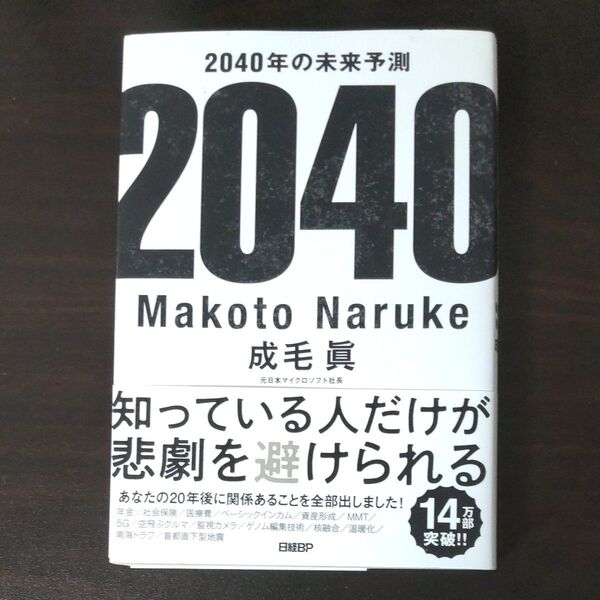 2040年の未来予測
2040
Makoto Naruke
成毛 眞
元日本マイクロソフト社長
知っている人だけが
悲劇を避けられる
あなたの20年後に関係あることを全部出しました!
年金/社会保険/医療費/ベーシックインカム/資産形成/MMT/
5G/空飛ぶクルマ/監視カメラ/ゲノム編集技術/核融合/温暖化/
南海トラフ/首都直下型地震
日経BP
14万部
突破!!